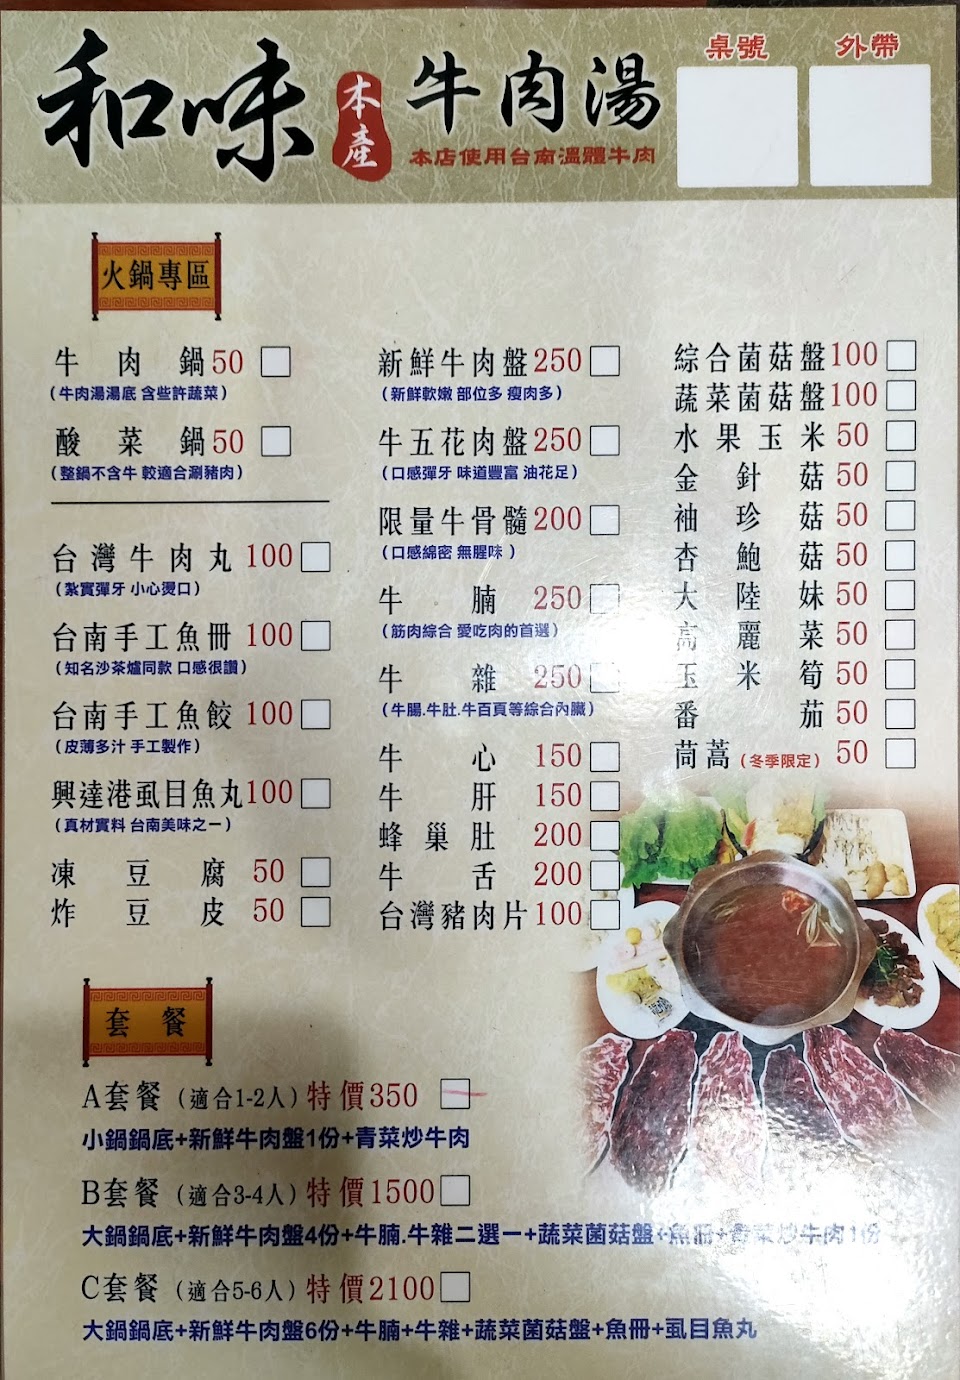 和味 本產 牛肉湯
本店使用台南溫體牛肉
桌號 外帶
火鍋專區
牛肉鍋50
(牛肉湯湯底 含些許蔬菜)
酸菜鍋50
(整鍋不含牛 較適合涮豬肉)
台灣牛肉丸100
(紮實彈牙 小心燙口)
台南手工魚冊100
(知名沙茶爐同款 口感很讚)
台南手工魚餃100
(皮薄多汁 手工製作)
興達港虱目魚丸100
(真材實料 台南美味之一)
凍豆腐50
炸豆皮50
新鮮牛肉盤250
(新鮮軟嫩 部位多 瘦肉多)
牛五花肉盤250
(口感彈牙 味道豐富 油花足)
限量牛骨髓200
(口感綿密 無腥味)
牛腩250
(筋肉綜合 愛吃肉的首選)
牛雜250
(牛腸.牛肚.牛百頁等綜合內臟)
牛心150
牛肝150
蜂巢肚200
牛舌200
台灣豬肉片100
綜合菌菇盤100
蔬菜菌菇盤100
水果玉米50
金針菇50
袖珍菇50
杏鮑菇50
大陸妹50
高麗菜50
玉米筍50
番茄50
茼蒿(冬季限定)50
套餐
A套餐(適合1-2人)特價350
小鍋鍋底+新鮮牛肉盤1份+青菜炒牛肉
B套餐(適合3-4人)特價1500
大鍋鍋底+新鮮牛肉盤4份+牛腩.牛雜二選一+蔬菜菌菇盤+魚冊+青菜炒牛肉1份
C套餐(適合5-6人)特價2100
大鍋鍋底+新鮮牛肉盤6份+牛腩+牛雜+蔬菜菌菇盤+魚冊+虱目魚丸